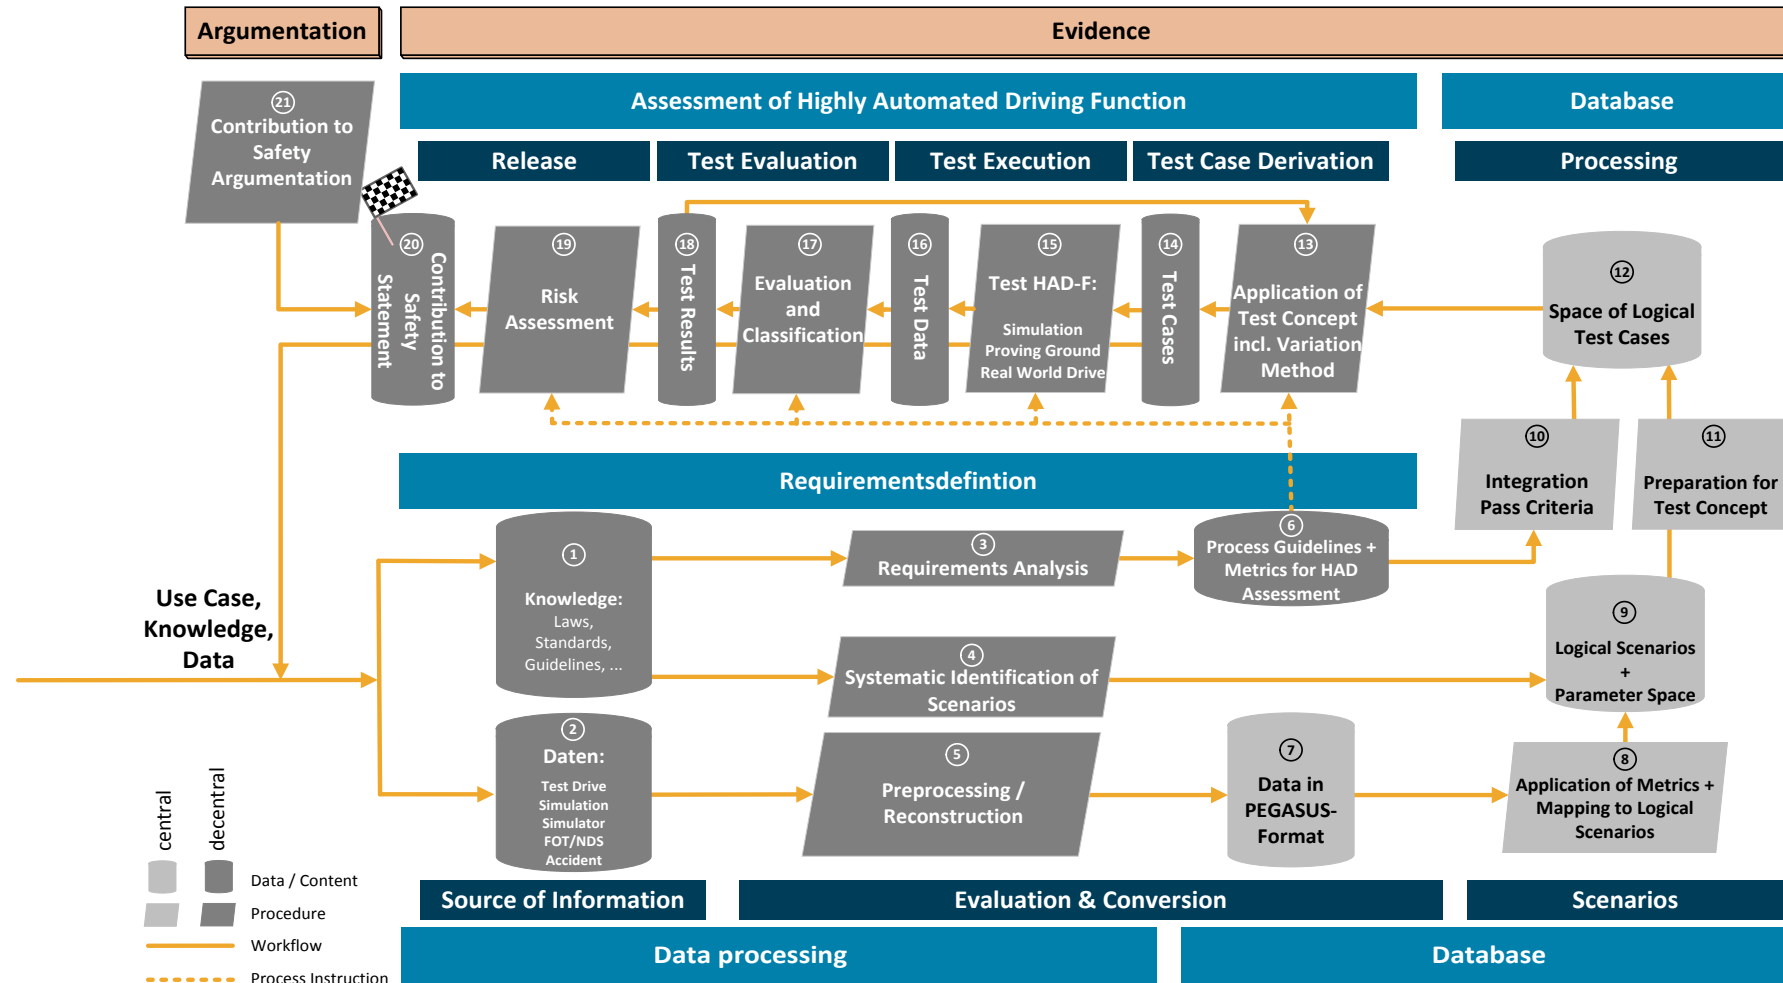 Argumentation
Evidence
Assessment of Highly Automated Driving Function
Database
Release
Test Evaluation
Test Execution
Test Case Derivation
Processing
21
Contribution to
Safety
Argumentation
20
Contribution to
Safety
Statement
19
Risk
Assessment
18
Test Results
17
Evaluation
and
Classification
16
Test Data
15
Test HAD-F:
Simulation
Proving Ground
Real World Drive
14
Test Cases
13
Application of
Test Concept
incl. Variation
Method
12
Space of Logical
Test Cases
10
Integration
Pass Criteria
11
Preparation for
Test Concept
Requirementsdefintion
1
Knowledge:
Laws,
Standards,
Guidelines, ...
3
Requirements Analysis
6
Process Guidelines +
Metrics for HAD
Assessment
Use Case,
Knowledge,
Data
4
Systematic Identification of
Scenarios
9
Logical Scenarios
+
Parameter Space
2
Daten:
Test Drive
Simulation
Simulator
FOT/NDS
Accident
5
Preprocessing /
Reconstruction
7
Data in
PEGASUS-
Format
8
Application of Metrics +
Mapping to Logical
Scenarios
central
decentral
Data / Content
Procedure
Workflow
Process Instruction
Source of Information
Evaluation & Conversion
Scenarios
Data processing
Database